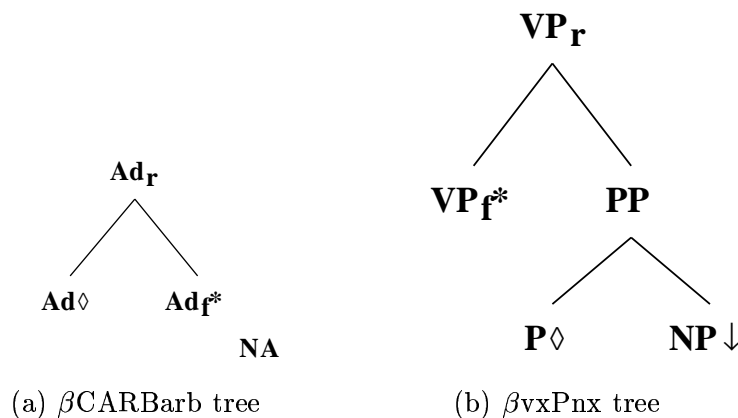 VPr
Adr
VPf* PP
Ad◊ Adf*
NA
P◊ NP↓
(a) βCARBarb tree (b) βvxPnx tree